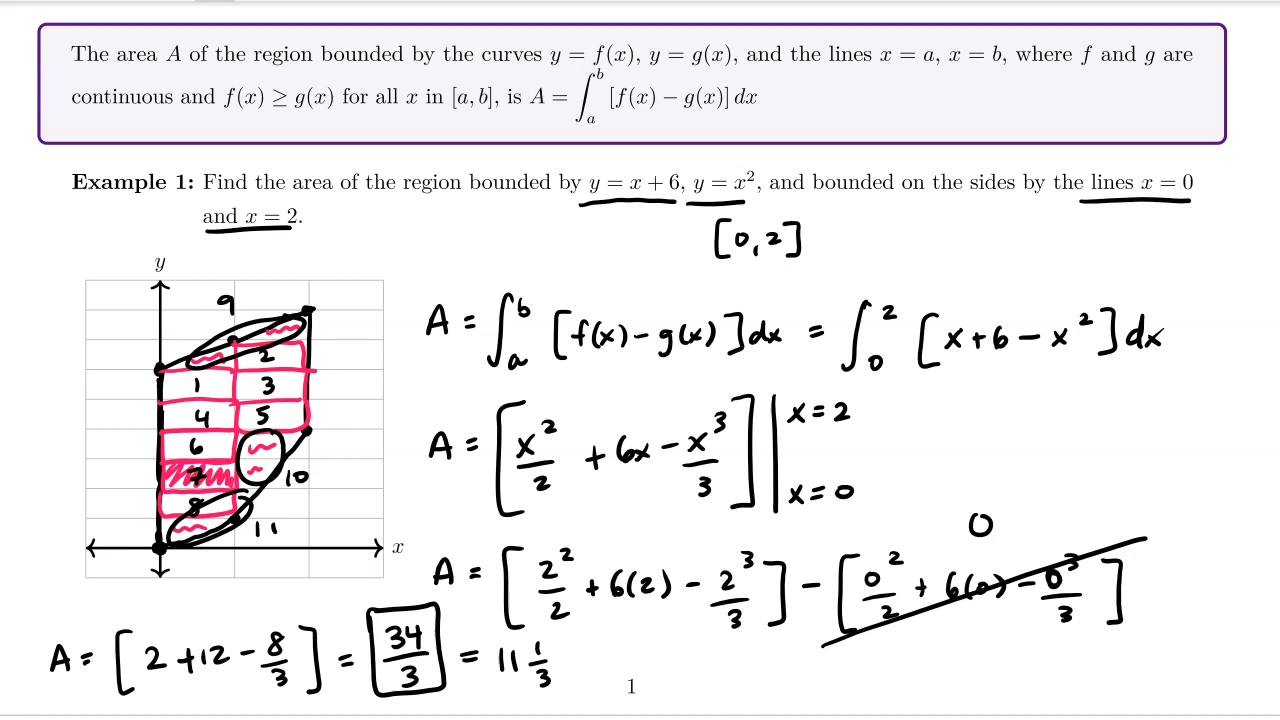 The area A of the region bounded by the curves y = f(x), y = g(x), and the lines x = a, x = b, where f and g are
continuous and f(x) ≥ g(x) for all x in [a, b], is A = ∫_a^b [f(x) − g(x)] dx
Example 1: Find the area of the region bounded by y = x + 6, y = x², and bounded on the sides by the lines x = 0
and x = 2.
[0,2]
y
9
2
1 3
4 5
6
7 10
8
11
x
A = ∫_a^b [f(x) − g(x)] dx = ∫_0^2 [x + 6 − x²] dx
A = [x²/2 + 6x − x³/3] | x = 2 x = 0
0
A = [2²/2 + 6(2) − 2³/3] − [0²/2 + 6(0) − 0³/3]
A = [2 + 12 − 8/3] = 34/3 = 11 1/3
1